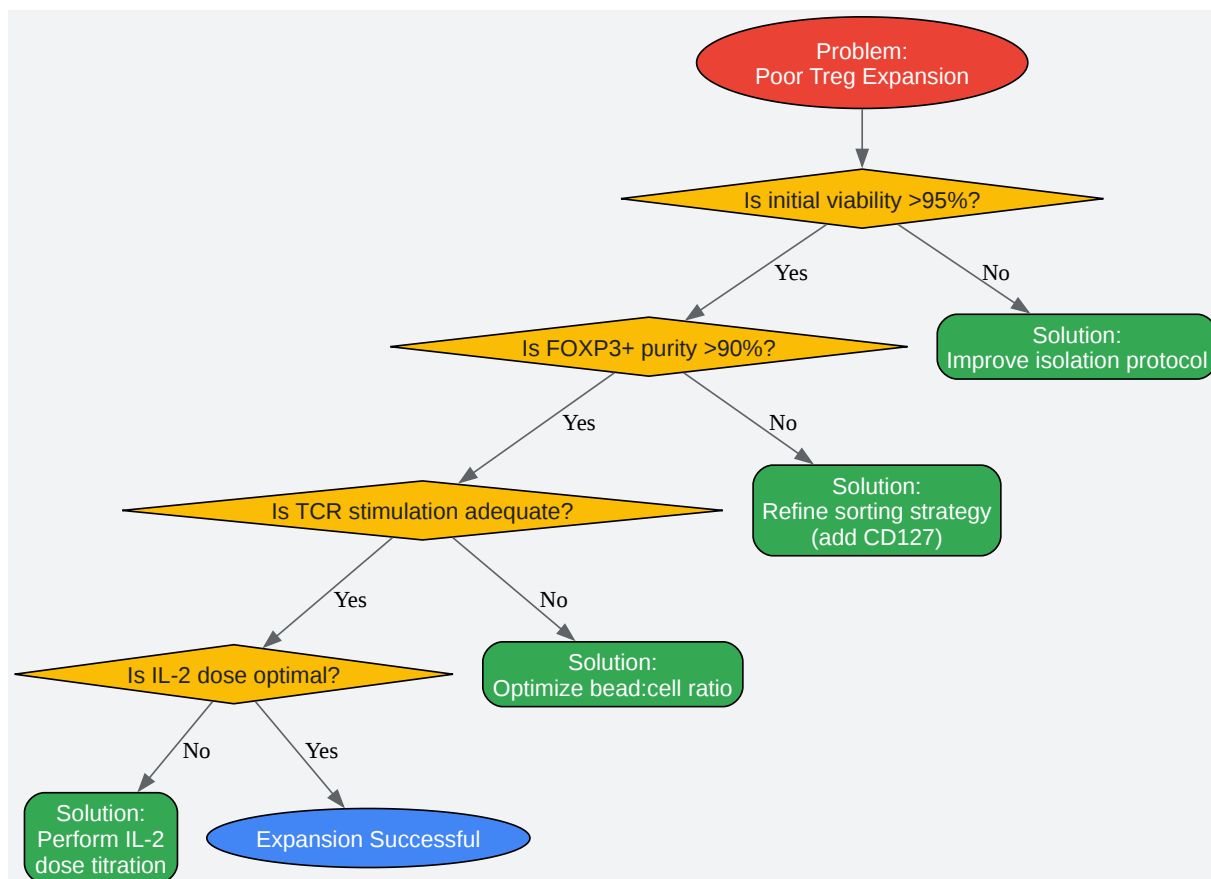 Problem:
Poor Treg Expansion
Is initial viability >95%?
Yes
No
Is FOXP3+ purity >90%?
Solution:
Improve isolation protocol
Yes
No
Is TCR stimulation adequate?
Solution:
Refine sorting strategy
(add CD127)
Yes
No
Is IL-2 dose optimal?
Solution:
Optimize bead:cell ratio
No
Yes
Solution:
Perform IL-2
dose titration
Expansion Successful